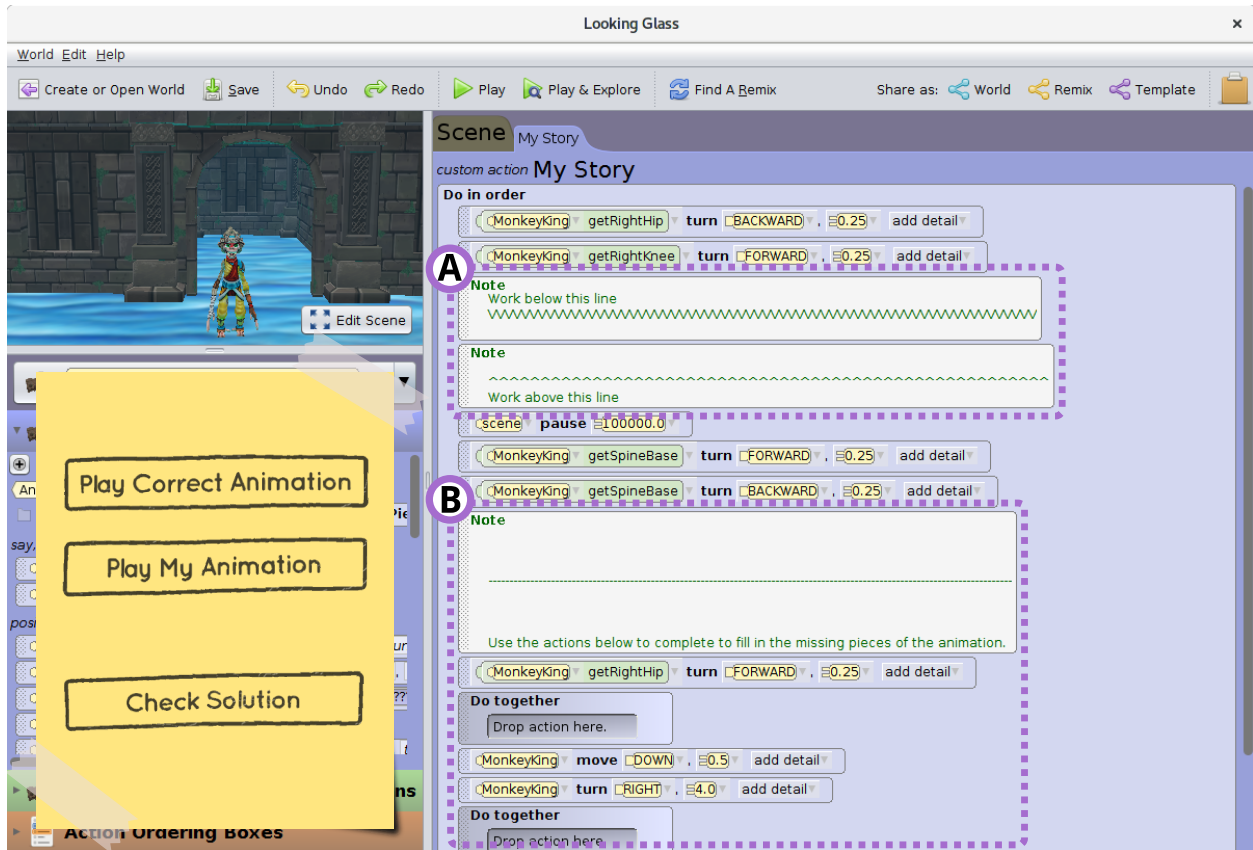 Looking Glass ×
World Edit Help
Create or Open World Save Undo Redo Play Play & Explore Find A Remix Share as: World Remix Template
Scene My Story
custom action My Story
Do in order
MonkeyKing getRightHip turn BACKWARD , 0.25 add detail
MonkeyKing getRightKnee turn FORWARD , 0.25 add detail
A
Note
Work below this line
VVVVVVVVVVVVVVVVVVVVVVVVVVVVVVVVVVVVVVVVVVVVVVVVVVVVV
Note
^^^^^^^^^^^^^^^^^^^^^^^^^^^^^^^^^^^^^^^^^^^
Work above this line
scene pause 100000.0
MonkeyKing getSpineBase turn FORWARD , 0.25 add detail
MonkeyKing getSpineBase turn BACKWARD , 0.25 add detail
B
Note
--------------------------------------------------------------------------------
Use the actions below to complete to fill in the missing pieces of the animation.
MonkeyKing getRightHip turn FORWARD , 0.25 add detail
Do together
Drop action here.
MonkeyKing move DOWN , 0.5 add detail
MonkeyKing turn RIGHT , 4.0 add detail
Do together
Drop action here.
Edit Scene
say,
Play Correct Animation
Play My Animation
Check Solution
Action Ordering Boxes